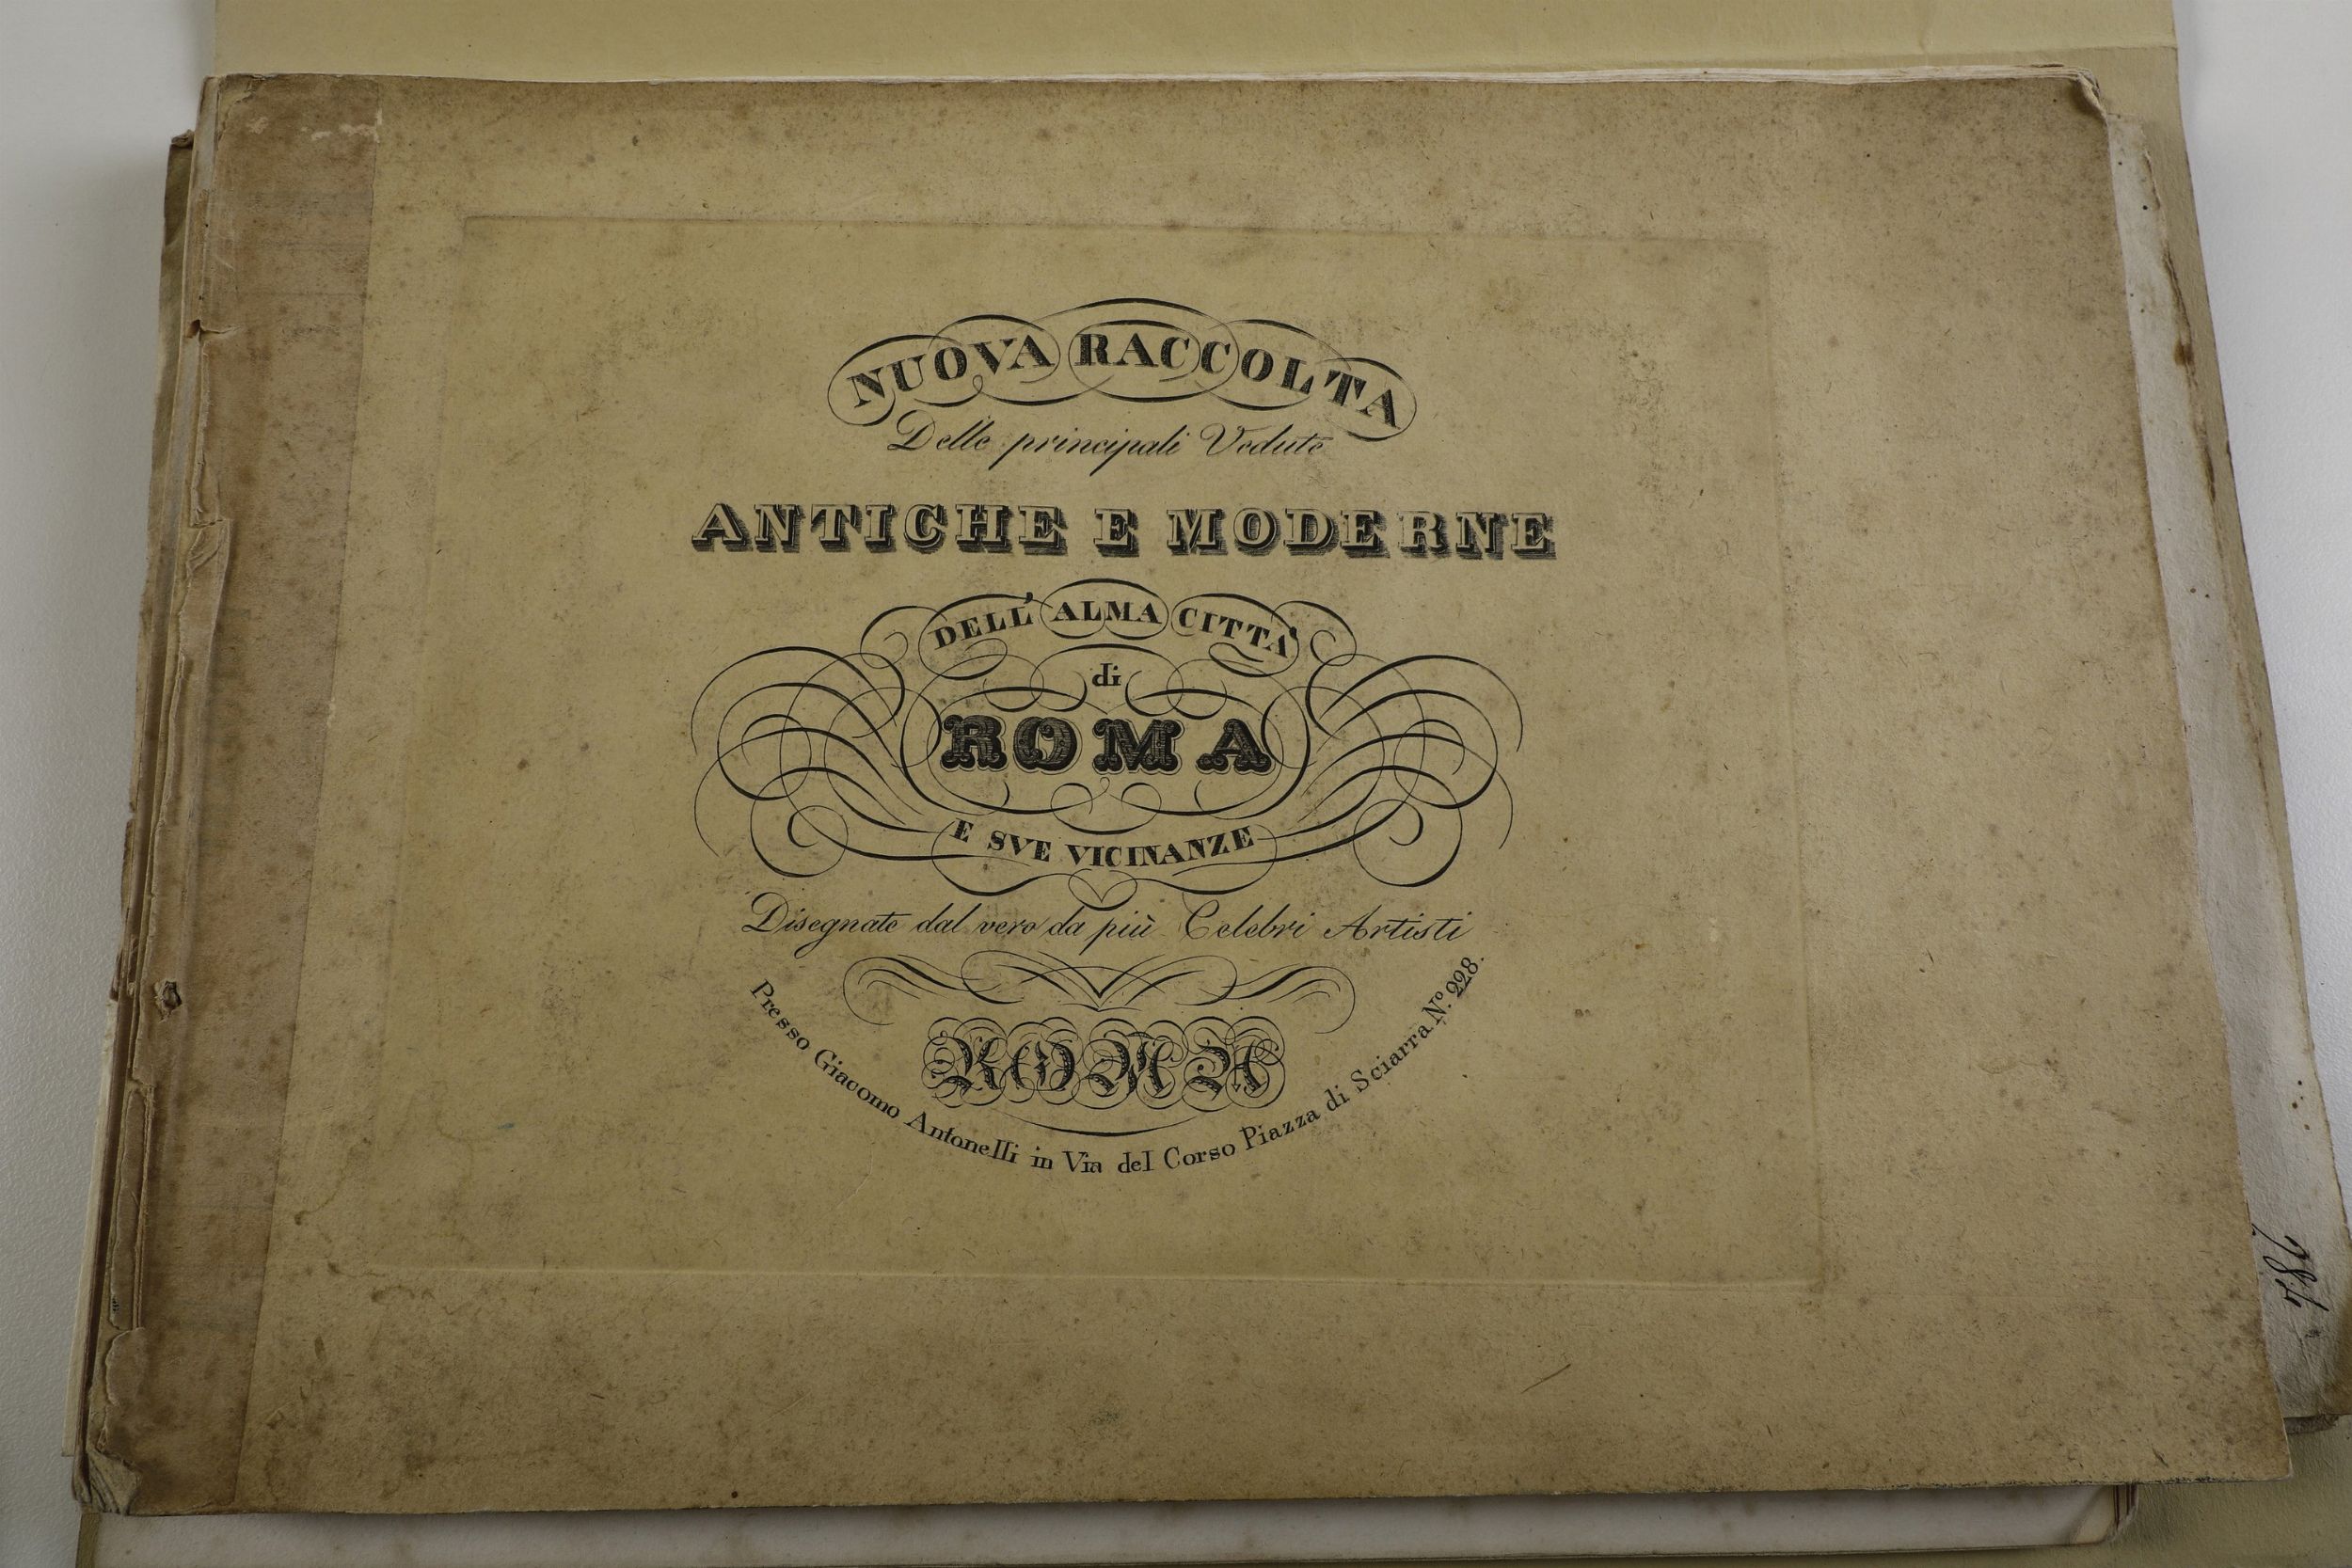 NUOVA RACCOLTA
Delle principali Vedute
ANTICHE E MODERNE
DELL' ALMA CITTA'
di
ROMA
E SVE VICINANZE
Disegnate dal vero da più Celebri Artisti
ROMA
Presso Giacomo Antonelli in Via del Corso Piazza di Sciarra N.º 228.